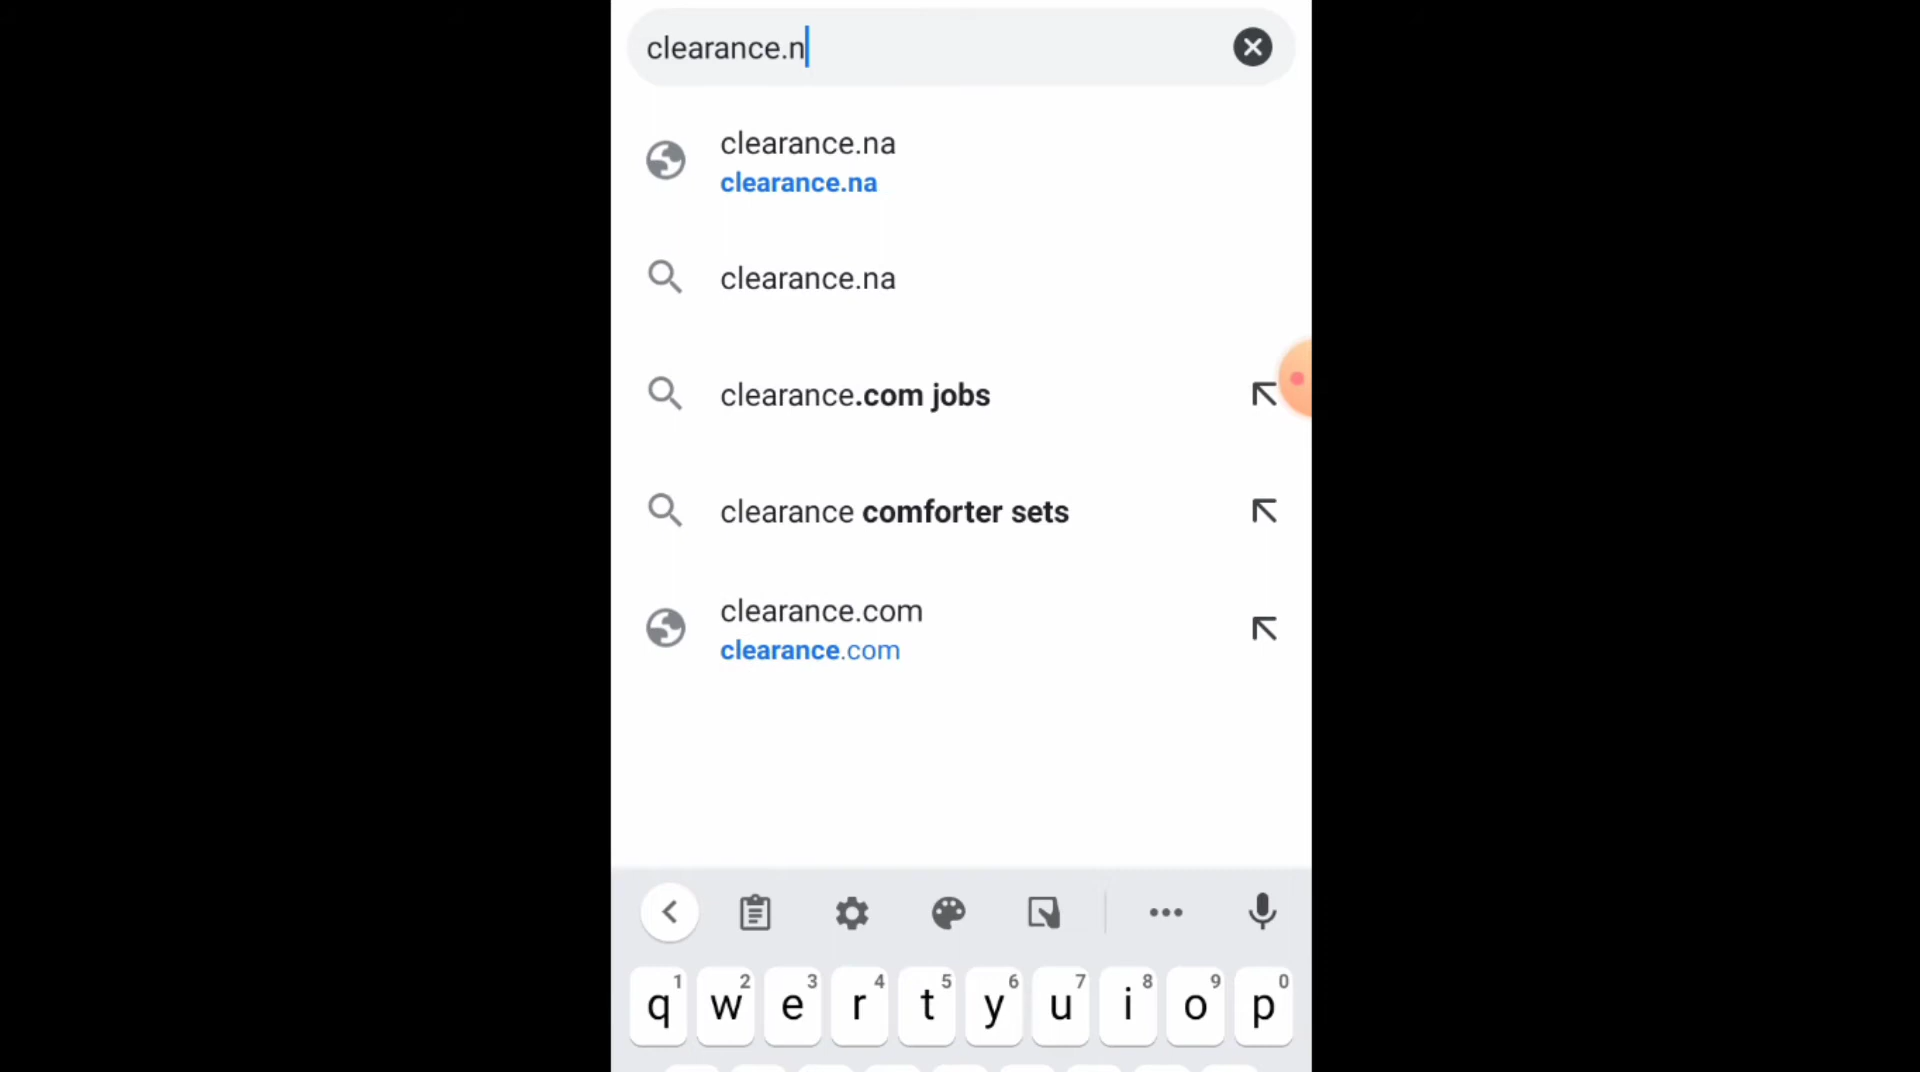 clearance.n
clearance.na
clearance.na
clearance.na
clearance.com jobs
clearance comforter sets
clearance.com
clearance.com
1 2 3 4 5 6 7 8 9 0
q w e r t y u i o p